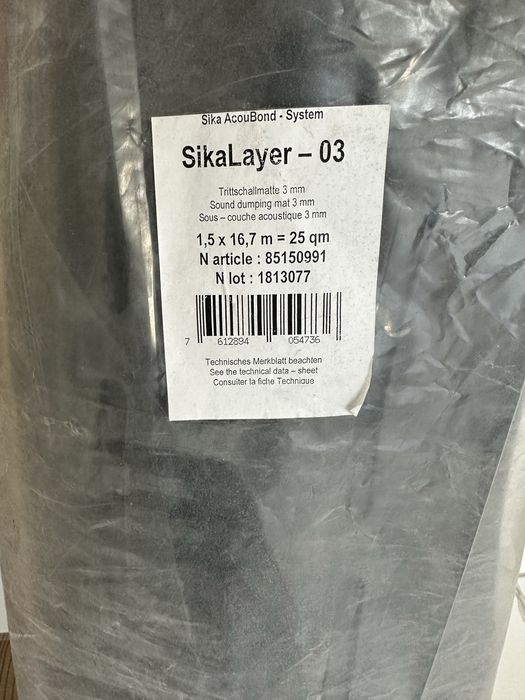 Sika AcouBond - System
SikaLayer – 03
Trittschallmatte 3 mm
Sound dumping mat 3 mm
Sous – couche acoustique 3 mm
1,5 x 16,7 m = 25 qm
N article : 85150991
N lot : 1813077
7 612894 054736
Technisches Merkblatt beachten
See the technical data – sheet
Consulter la fiche Technique